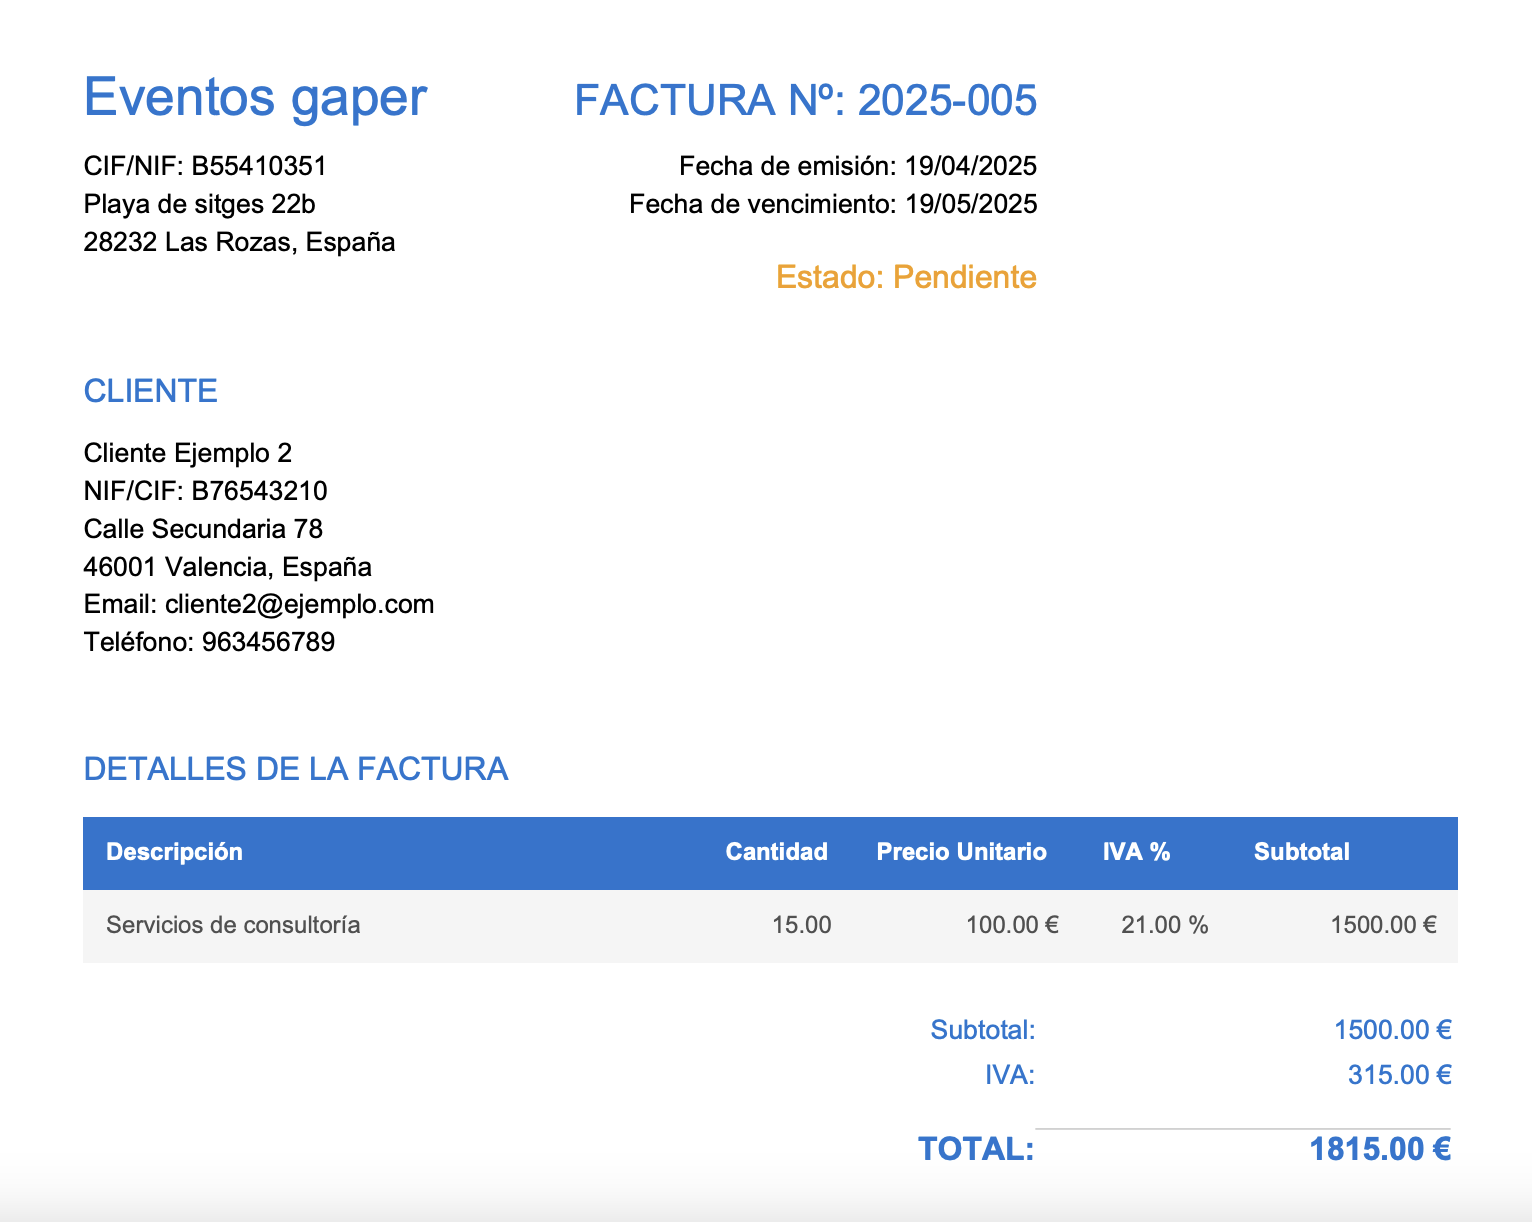 Eventos gaper
CIF/NIF: B55410351
Playa de sitges 22b
28232 Las Rozas, España
FACTURA Nº: 2025-005
Fecha de emisión: 19/04/2025
Fecha de vencimiento: 19/05/2025
Estado: Pendiente
CLIENTE
Cliente Ejemplo 2
NIF/CIF: B76543210
Calle Secundaria 78
46001 Valencia, España
Email: cliente2@ejemplo.com
Teléfono: 963456789
DETALLES DE LA FACTURA
Descripción Cantidad Precio Unitario IVA % Subtotal
Servicios de consultoría 15.00 100.00 € 21.00 % 1500.00 €
Subtotal: 1500.00 €
IVA: 315.00 €
TOTAL: 1815.00 €